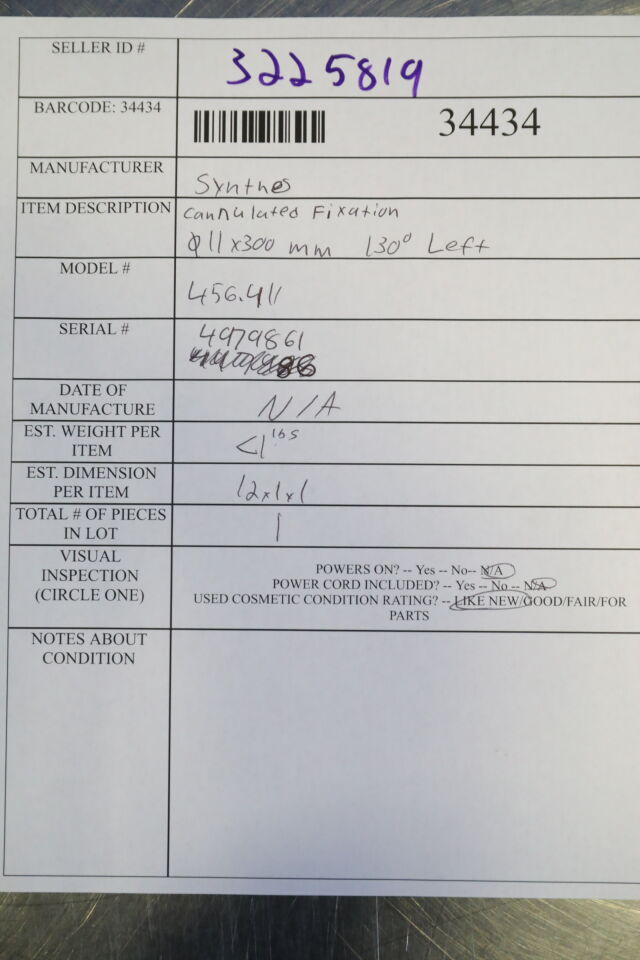 SELLER ID #
3225819
BARCODE: 34434
34434
MANUFACTURER
Synthes
ITEM DESCRIPTION
Cannulated Fixation
Ø11x300 mm 130° Left
MODEL #
456.411
SERIAL #
4979861
DATE OF
MANUFACTURE
N/A
EST. WEIGHT PER
ITEM
<1 lbs
EST. DIMENSION
PER ITEM
12x1x1
TOTAL # OF PIECES
IN LOT
1
VISUAL
INSPECTION
(CIRCLE ONE)
POWERS ON? -- Yes -- No-- N/A
POWER CORD INCLUDED? -- Yes -- No -- N/A
USED COSMETIC CONDITION RATING? -- LIKE NEW/GOOD/FAIR/FOR
PARTS
NOTES ABOUT
CONDITION